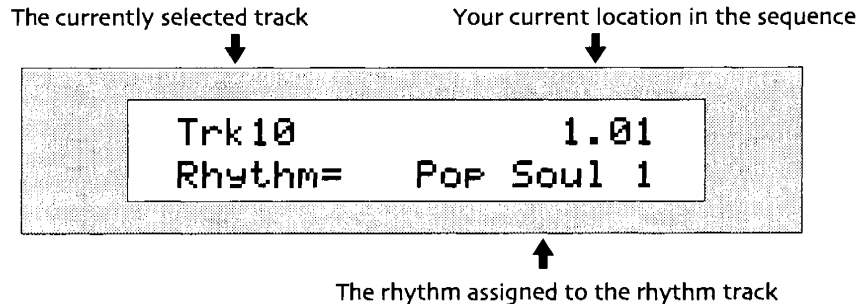 The currently selected track
Your current location in the sequence
Trk10 1.01
Rhythm= Pop Soul 1
The rhythm assigned to the rhythm track